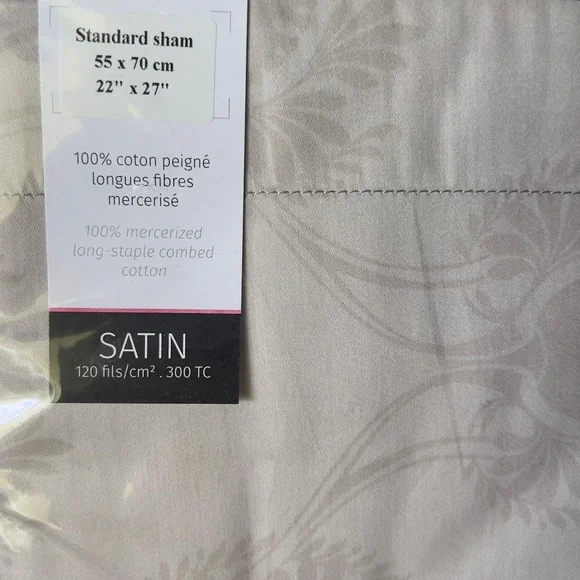 Standard sham
55 x 70 cm
22" x 27"
100% coton peigné
longues fibres
mercerisé
100% mercerized
long-staple combed
cotton
SATIN
120 fils/cm² . 300 TC